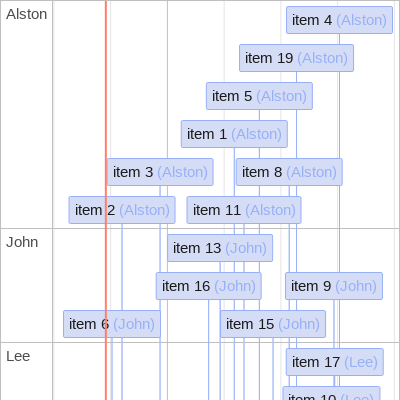 Alston
item 4 (Alston)
item 19 (Alston)
item 5 (Alston)
item 1 (Alston)
item 3 (Alston)
item 8 (Alston)
item 2 (Alston)
item 11 (Alston)
John
item 13 (John)
item 16 (John)
item 9 (John)
item 6 (John)
item 15 (John)
Lee
item 17 (Lee)
item 10 (Lee)